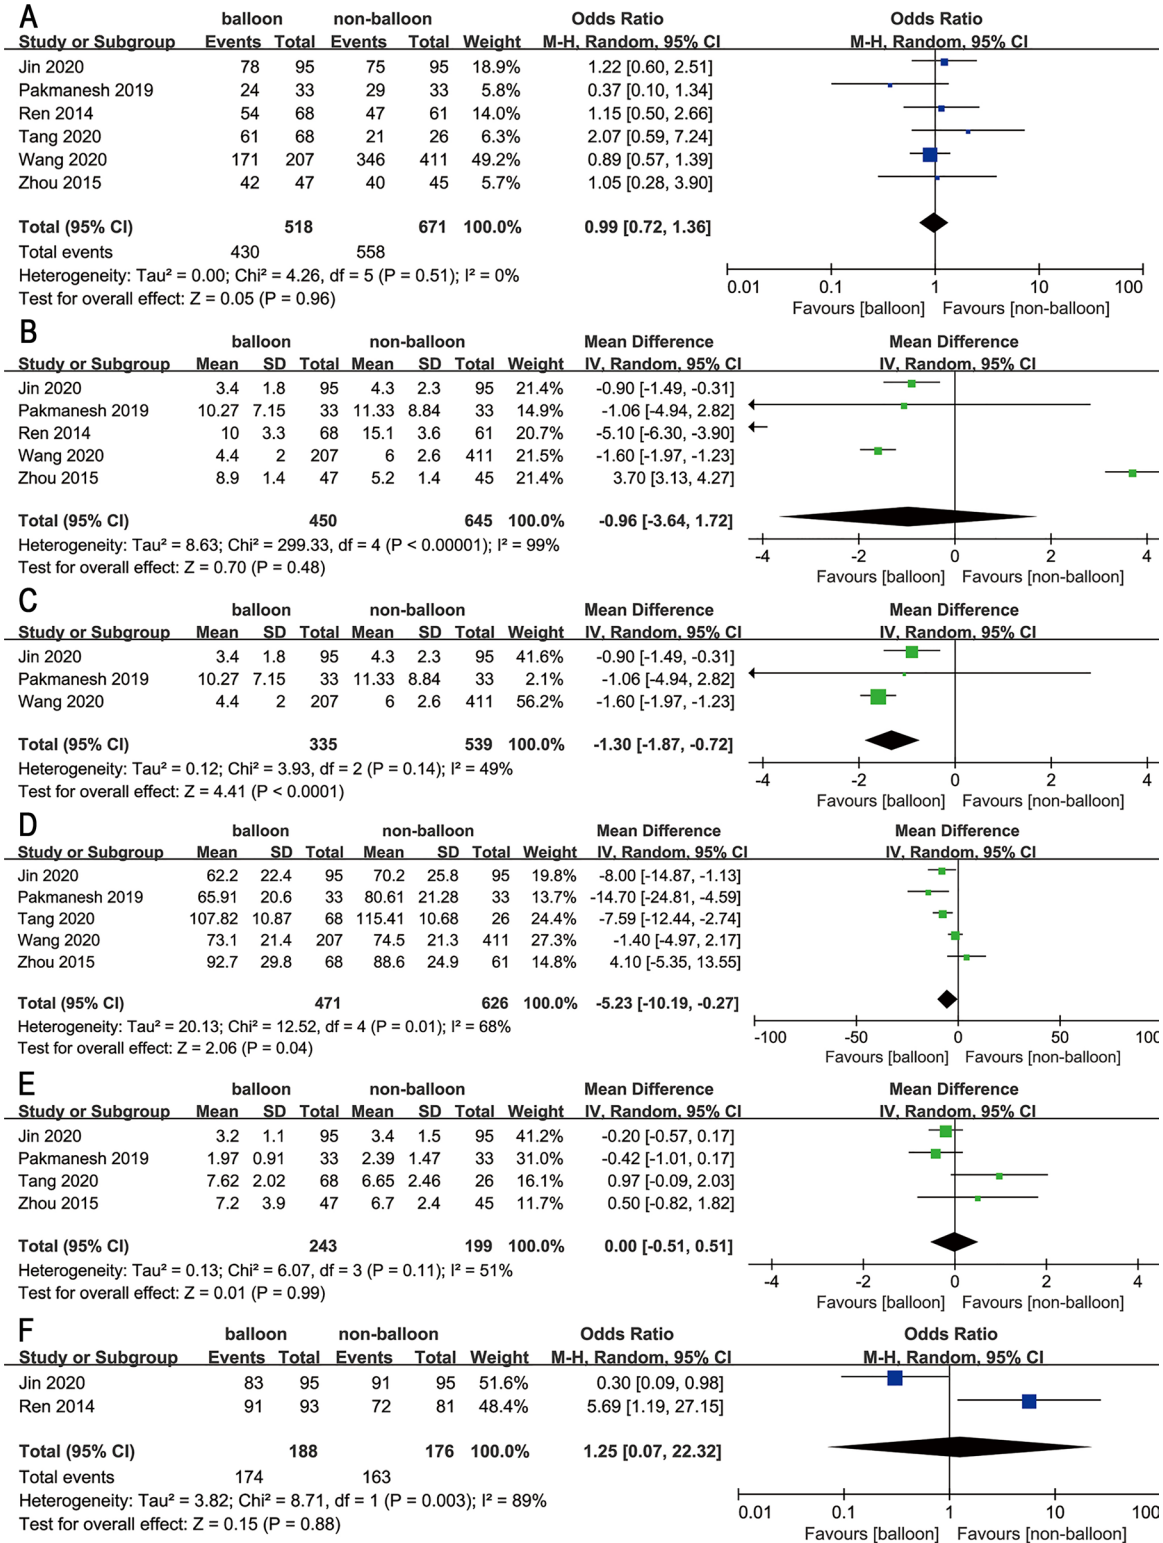 A
balloon non-balloon Odds Ratio Odds Ratio
Study or Subgroup Events Total Events Total Weight M-H, Random, 95% CI M-H, Random, 95% CI
Jin 2020 78 95 75 95 18.9% 1.22 [0.60, 2.51]
Pakmanesh 2019 24 33 29 33 5.8% 0.37 [0.10, 1.34]
Ren 2014 54 68 47 61 14.0% 1.15 [0.50, 2.66]
Tang 2020 61 68 21 26 6.3% 2.07 [0.59, 7.24]
Wang 2020 171 207 346 411 49.2% 0.89 [0.57, 1.39]
Zhou 2015 42 47 40 45 5.7% 1.05 [0.28, 3.90]
Total (95% CI) 518 671 100.0% 0.99 [0.72, 1.36]
Total events 430 558
Heterogeneity: Tau² = 0.00; Chi² = 4.26, df = 5 (P = 0.51); I² = 0%
Test for overall effect: Z = 0.05 (P = 0.96)
0.01 0.1 1 10 100
Favours [balloon] Favours [non-balloon]
B
balloon non-balloon Mean Difference Mean Difference
Study or Subgroup Mean SD Total Mean SD Total Weight IV, Random, 95% CI IV, Random, 95% CI
Jin 2020 3.4 1.8 95 4.3 2.3 95 21.4% -0.90 [-1.49, -0.31]
Pakmanesh 2019 10.27 7.15 33 11.33 8.84 33 14.9% -1.06 [-4.94, 2.82]
Ren 2014 10 3.3 68 15.1 3.6 61 20.7% -5.10 [-6.30, -3.90]
Wang 2020 4.4 2 207 6 2.6 411 21.5% -1.60 [-1.97, -1.23]
Zhou 2015 8.9 1.4 47 5.2 1.4 45 21.4% 3.70 [3.13, 4.27]
Total (95% CI) 450 645 100.0% -0.96 [-3.64, 1.72]
Heterogeneity: Tau² = 8.63; Chi² = 299.33, df = 4 (P < 0.00001); I² = 99%
Test for overall effect: Z = 0.70 (P = 0.48)
-4 -2 0 2 4
Favours [balloon] Favours [non-balloon]
C
balloon non-balloon Mean Difference Mean Difference
Study or Subgroup Mean SD Total Mean SD Total Weight IV, Random, 95% CI IV, Random, 95% CI
Jin 2020 3.4 1.8 95 4.3 2.3 95 41.6% -0.90 [-1.49, -0.31]
Pakmanesh 2019 10.27 7.15 33 11.33 8.84 33 2.1% -1.06 [-4.94, 2.82]
Wang 2020 4.4 2 207 6 2.6 411 56.2% -1.60 [-1.97, -1.23]
Total (95% CI) 335 539 100.0% -1.30 [-1.87, -0.72]
Heterogeneity: Tau² = 0.12; Chi² = 3.93, df = 2 (P = 0.14); I² = 49%
Test for overall effect: Z = 4.41 (P < 0.0001)
-4 -2 0 2 4
Favours [balloon] Favours [non-balloon]
D
balloon non-balloon Mean Difference Mean Difference
Study or Subgroup Mean SD Total Mean SD Total Weight IV, Random, 95% CI IV, Random, 95% CI
Jin 2020 62.2 22.4 95 70.2 25.8 95 19.8% -8.00 [-14.87, -1.13]
Pakmanesh 2019 65.91 20.6 33 80.61 21.28 33 13.7% -14.70 [-24.81, -4.59]
Tang 2020 107.82 10.87 68 115.41 10.68 26 24.4% -7.59 [-12.44, -2.74]
Wang 2020 73.1 21.4 207 74.5 21.3 411 27.3% -1.40 [-4.97, 2.17]
Zhou 2015 92.7 29.8 68 88.6 24.9 61 14.8% 4.10 [-5.35, 13.55]
Total (95% CI) 471 626 100.0% -5.23 [-10.19, -0.27]
Heterogeneity: Tau² = 20.13; Chi² = 12.52, df = 4 (P = 0.01); I² = 68%
Test for overall effect: Z = 2.06 (P = 0.04)
-100 -50 0 50 100
Favours [balloon] Favours [non-balloon]
E
balloon non-balloon Mean Difference Mean Difference
Study or Subgroup Mean SD Total Mean SD Total Weight IV, Random, 95% CI IV, Random, 95% CI
Jin 2020 3.2 1.1 95 3.4 1.5 95 41.2% -0.20 [-0.57, 0.17]
Pakmanesh 2019 1.97 0.91 33 2.39 1.47 33 31.0% -0.42 [-1.01, 0.17]
Tang 2020 7.62 2.02 68 6.65 2.46 26 16.1% 0.97 [-0.09, 2.03]
Zhou 2015 7.2 3.9 47 6.7 2.4 45 11.7% 0.50 [-0.82, 1.82]
Total (95% CI) 243 199 100.0% 0.00 [-0.51, 0.51]
Heterogeneity: Tau² = 0.13; Chi² = 6.07, df = 3 (P = 0.11); I² = 51%
Test for overall effect: Z = 0.01 (P = 0.99)
-4 -2 0 2 4
Favours [balloon] Favours [non-balloon]
F
balloon non-balloon Odds Ratio Odds Ratio
Study or Subgroup Events Total Events Total Weight M-H, Random, 95% CI M-H, Random, 95% CI
Jin 2020 83 95 91 95 51.6% 0.30 [0.09, 0.98]
Ren 2014 91 93 72 81 48.4% 5.69 [1.19, 27.15]
Total (95% CI) 188 176 100.0% 1.25 [0.07, 22.32]
Total events 174 163
Heterogeneity: Tau² = 3.82; Chi² = 8.71, df = 1 (P = 0.003); I² = 89%
Test for overall effect: Z = 0.15 (P = 0.88)
0.01 0.1 1 10 100
Favours [balloon] Favours [non-balloon]